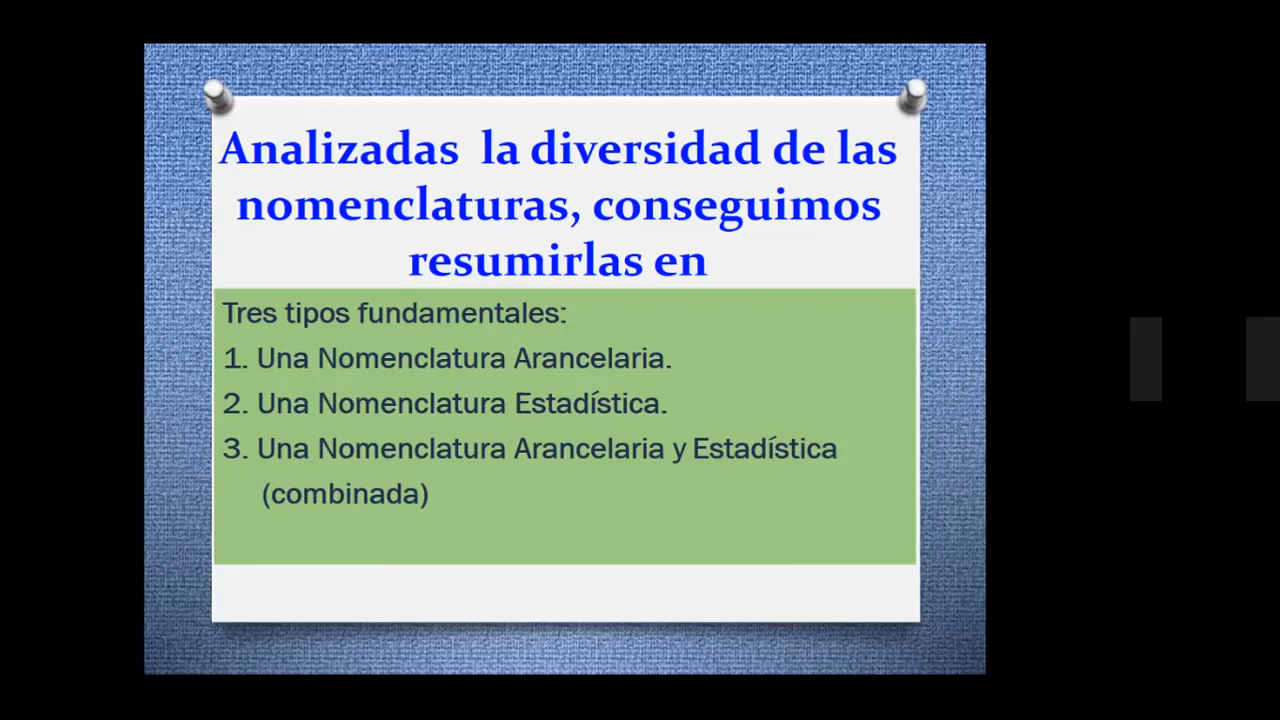 Analizadas  la diversidad de las
nomenclaturas, conseguimos
resumirlas en
Tres tipos fundamentales:
1. Una Nomenclatura Arancelaria.
2. Una Nomenclatura Estadística.
3. Una Nomenclatura Arancelaria y Estadística
(combinada)